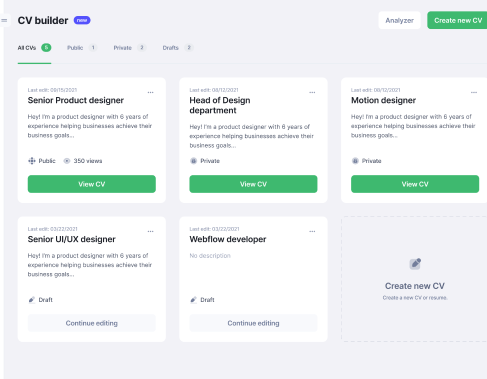 CV builder new
Analyzer
Create new CV
All CVs 5
Public 1
Private 2
Drafts 2
Last edit: 09/15/2021
Senior Product designer
Hey! I'm a product designer with 6 years of
experience helping businesses achieve their
business goals...
Public 350 views
View CV
Last edit: 08/12/2021
Head of Design
department
Hey! I'm a product designer with 6 years of
experience helping businesses achieve their
business goals...
Private
View CV
Last edit: 08/12/2021
Motion designer
Hey! I'm a product designer with 6 years of
experience helping businesses achieve their
business goals...
Private
View CV
Last edit: 03/22/2021
Senior UI/UX designer
Hey! I'm a product designer with 6 years of
experience helping businesses achieve their
business goals...
Draft
Continue editing
Last edit: 03/22/2021
Webflow developer
No description
Draft
Continue editing
Create new CV
Create a new CV or resume.